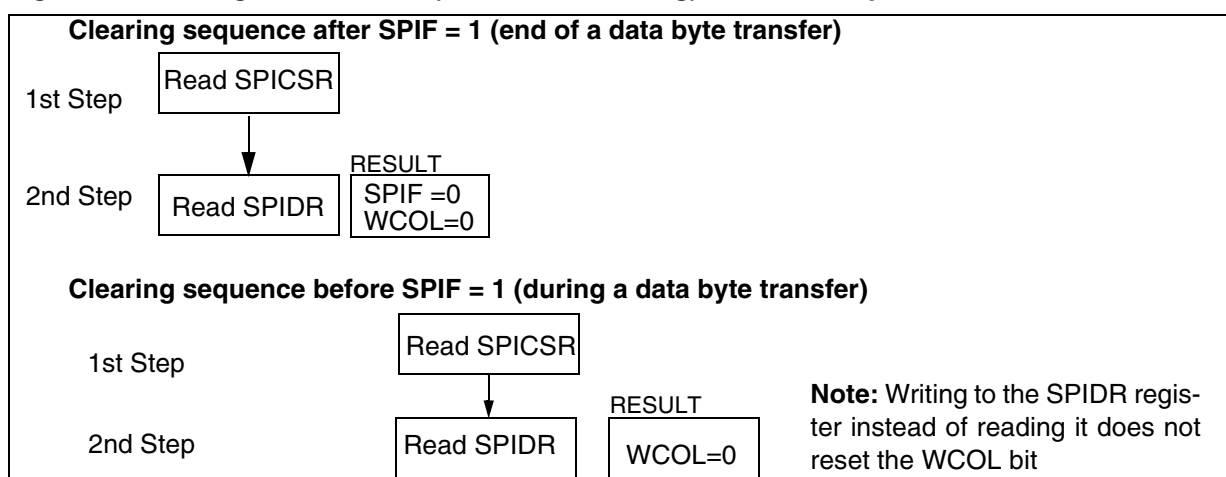 Clearing sequence after SPIF = 1 (end of a data byte transfer)
1st Step
Read SPICSR
2nd Step
Read SPIDR
RESULT
SPIF =0
WCOL=0
Clearing sequence before SPIF = 1 (during a data byte transfer)
1st Step
Read SPICSR
2nd Step
Read SPIDR
RESULT
WCOL=0
Note: Writing to the SPIDR regis-
ter instead of reading it does not
reset the WCOL bit